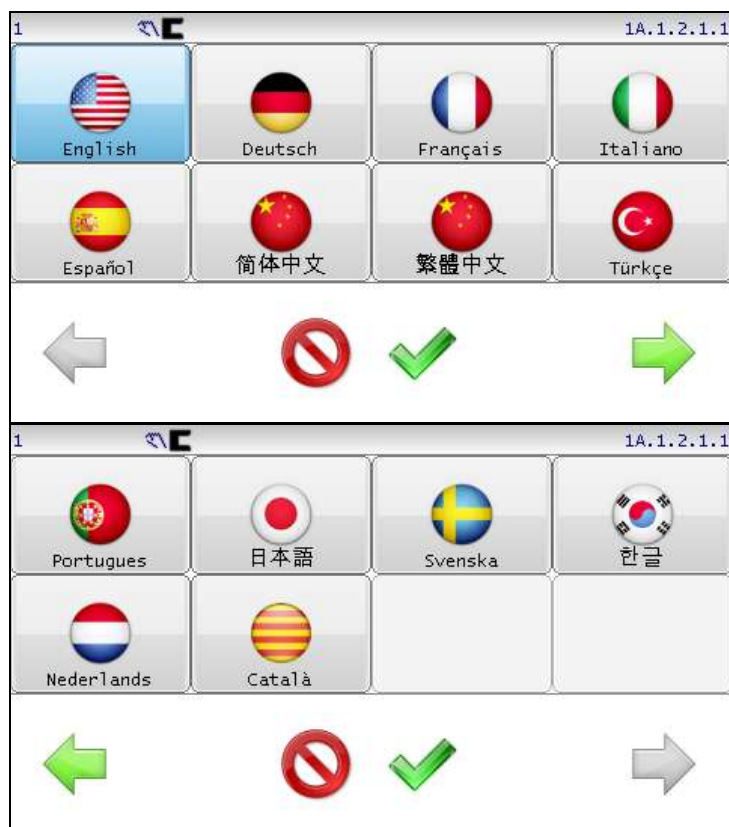 1 1A.1.2.1.1
English Deutsch Français Italiano
Español 简体中文 繁體中文 Türkçe
1 1A.1.2.1.1
Portugues 日本語 Svenska 한글
Nederlands Català